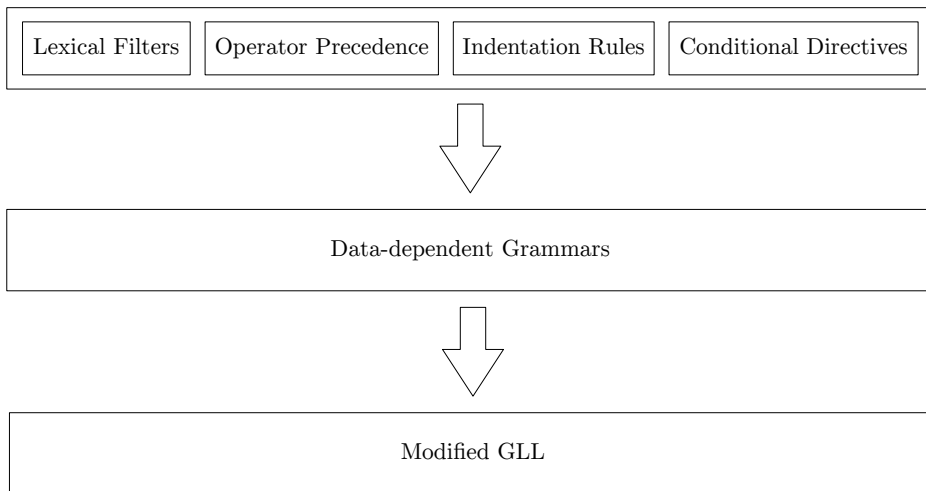 Lexical Filters
Operator Precedence
Indentation Rules
Conditional Directives
Data-dependent Grammars
Modified GLL